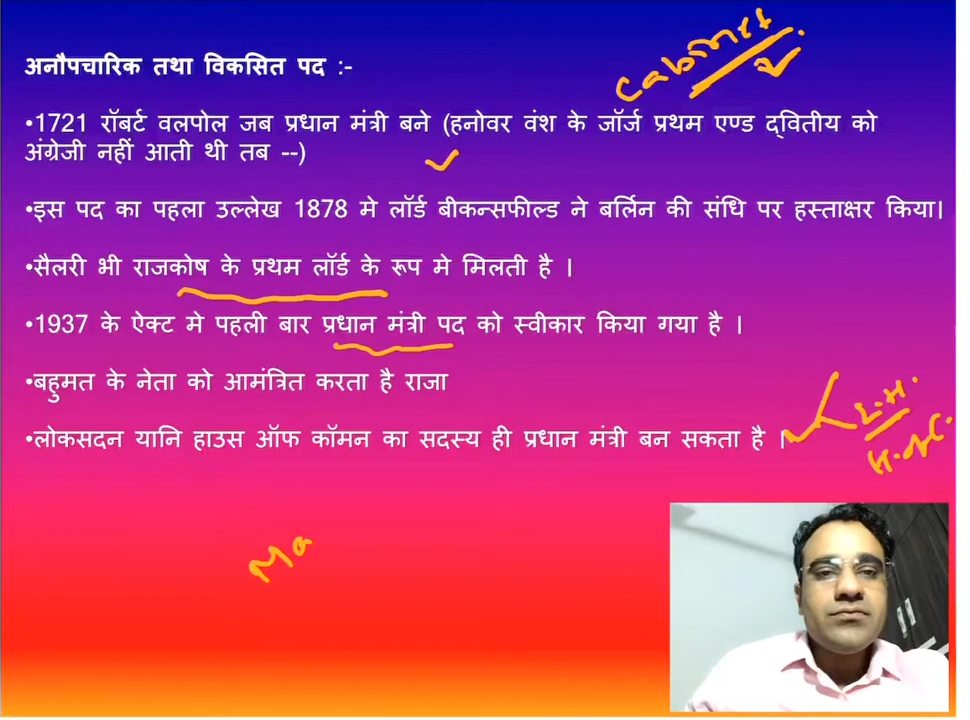 Cabinet
अनौपचारिक तथा विकसित पद :-
•1721 रॉबर्ट वलपोल जब प्रधान मंत्री बने (हनोवर वंश के जॉर्ज प्रथम एण्ड द्वितीय को
अंग्रेजी नहीं आती थी तब --)
•इस पद का पहला उल्लेख 1878 मे लॉर्ड बीकन्सफील्ड ने बर्लिन की संधि पर हस्ताक्षर किया।
•सैलरी भी राजकोष के प्रथम लॉर्ड के रूप मे मिलती है ।
•1937 के ऐक्ट मे पहली बार प्रधान मंत्री पद को स्वीकार किया गया है ।
•बहुमत के नेता को आमंत्रित करता है राजा
•लोकसदन यानि हाउस ऑफ कॉमन का सदस्य ही प्रधान मंत्री बन सकता है ।
Ma